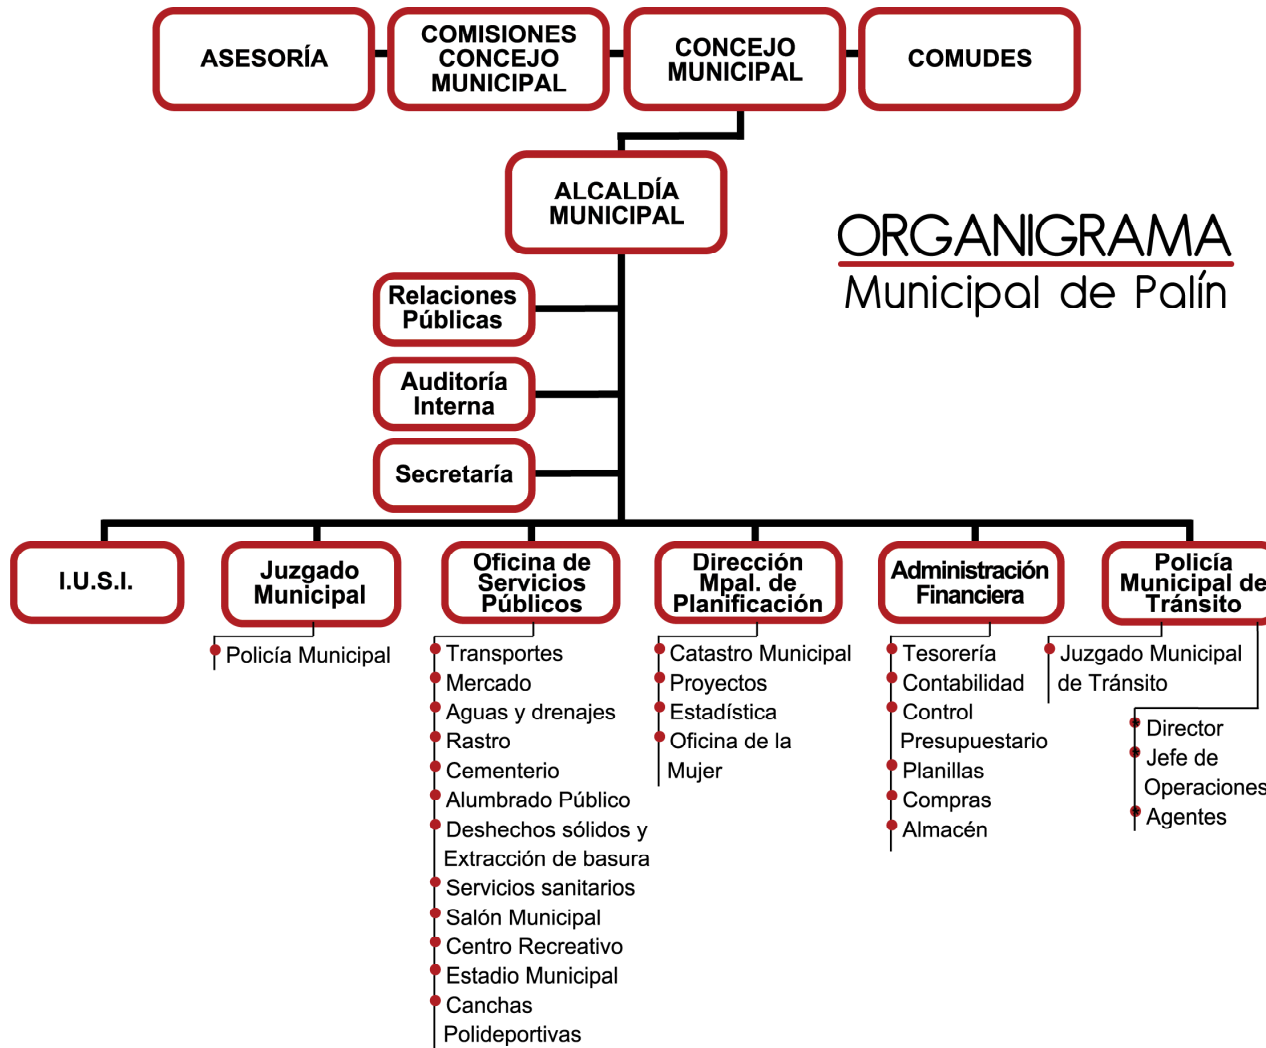 ASESORÍA
COMISIONES
CONCEJO
MUNICIPAL
CONCEJO
MUNICIPAL
COMUDES
ALCALDÍA
MUNICIPAL
ORGANIGRAMA
Municipal de Palín
Relaciones
Públicas
Auditoría
Interna
Secretaría
I.U.S.I.
Juzgado
Municipal
Policía Municipal
Oficina de
Servicios
Públicos
Transportes
Mercado
Aguas y drenajes
Rastro
Cementerio
Alumbrado Público
Deshechos sólidos y
Extracción de basura
Servicios sanitarios
Salón Municipal
Centro Recreativo
Estadio Municipal
Canchas
Polideportivas
Dirección
Mpal. de
Planificación
Catastro Municipal
Proyectos
Estadística
Oficina de la
Mujer
Administración
Financiera
Tesorería
Contabilidad
Control
Presupuestario
Planillas
Compras
Almacén
Policía
Municipal de
Tránsito
Juzgado Municipal
de Tránsito
* Director
* Jefe de
Operaciones
* Agentes